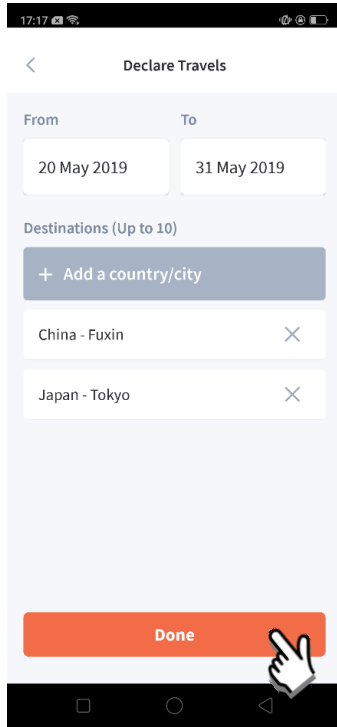 17:17
Declare Travels
From To
20 May 2019 31 May 2019
Destinations (Up to 10)
+ Add a country/city
China - Fuxin
Japan - Tokyo
Done